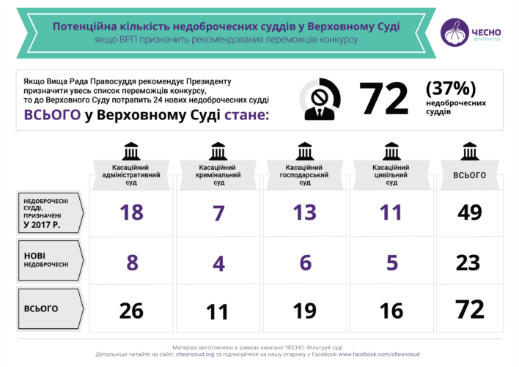 Потенційна кількість недоброчесних суддів у Верховному Суді
якщо ВРП призначить рекомендованих переможців конкурсу
ЧЕСНО
фільтруй суд!
Якщо Вища Рада Правосуддя рекомендує Президенту
призначити увесь список переможців конкурсу,
то до Верховного Суду потрапить 24 нових недоброчесних судді
ВСЬОГО у Верховному Суді стане:
72
(37%)
недоброчесних
суддів
Касаційний
адміністративний
суд
Касаційний
кримінальний
суд
Касаційний
господарський
суд
Касаційний
цивільний
суд
ВСЬОГО
НЕДОБРОЧЕСНІ
СУДДІ,
ПРИЗНАЧЕНІ
У 2017 Р.
18 7 13 11 49
НОВІ
НЕДОБРОЧЕСНІ
8 4 6 5 23
ВСЬОГО
26 11 19 16 72
Матеріал виготовлено в рамках кампанії ЧЕСНО. Фільтруй суд!
Детальніше читайте на сайті: chesnosud.org та підписуйтеся на нашу сторінку у Facebook www.facebook.com/chesnosud